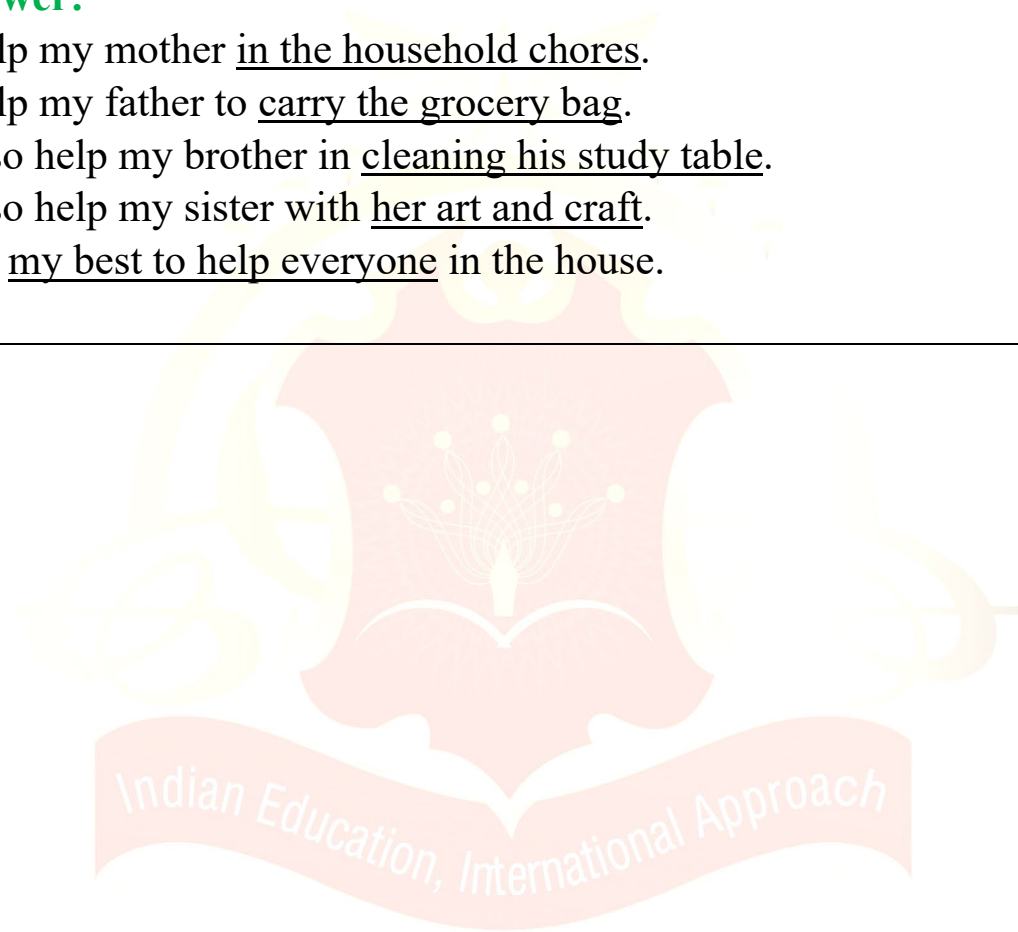 wer:
lp my mother in the household chores.
lp my father to carry the grocery bag.
so help my brother in cleaning his study table.
so help my sister with her art and craft.
my best to help everyone in the house.
Indian Education, International Approach